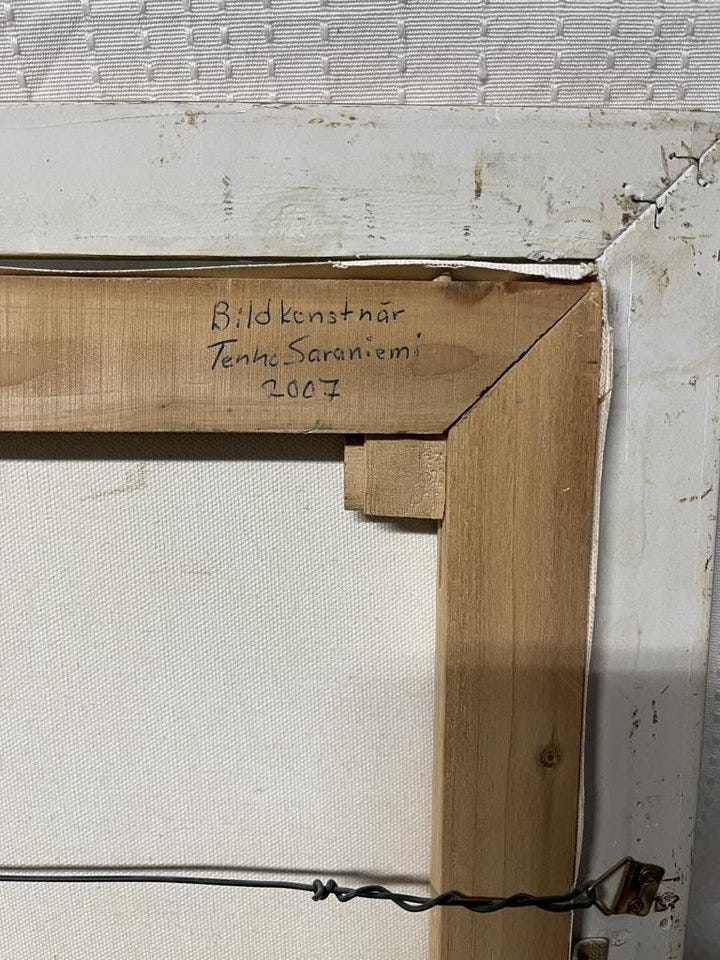 Bildkonstnär
Tenho Saraniemi
2007